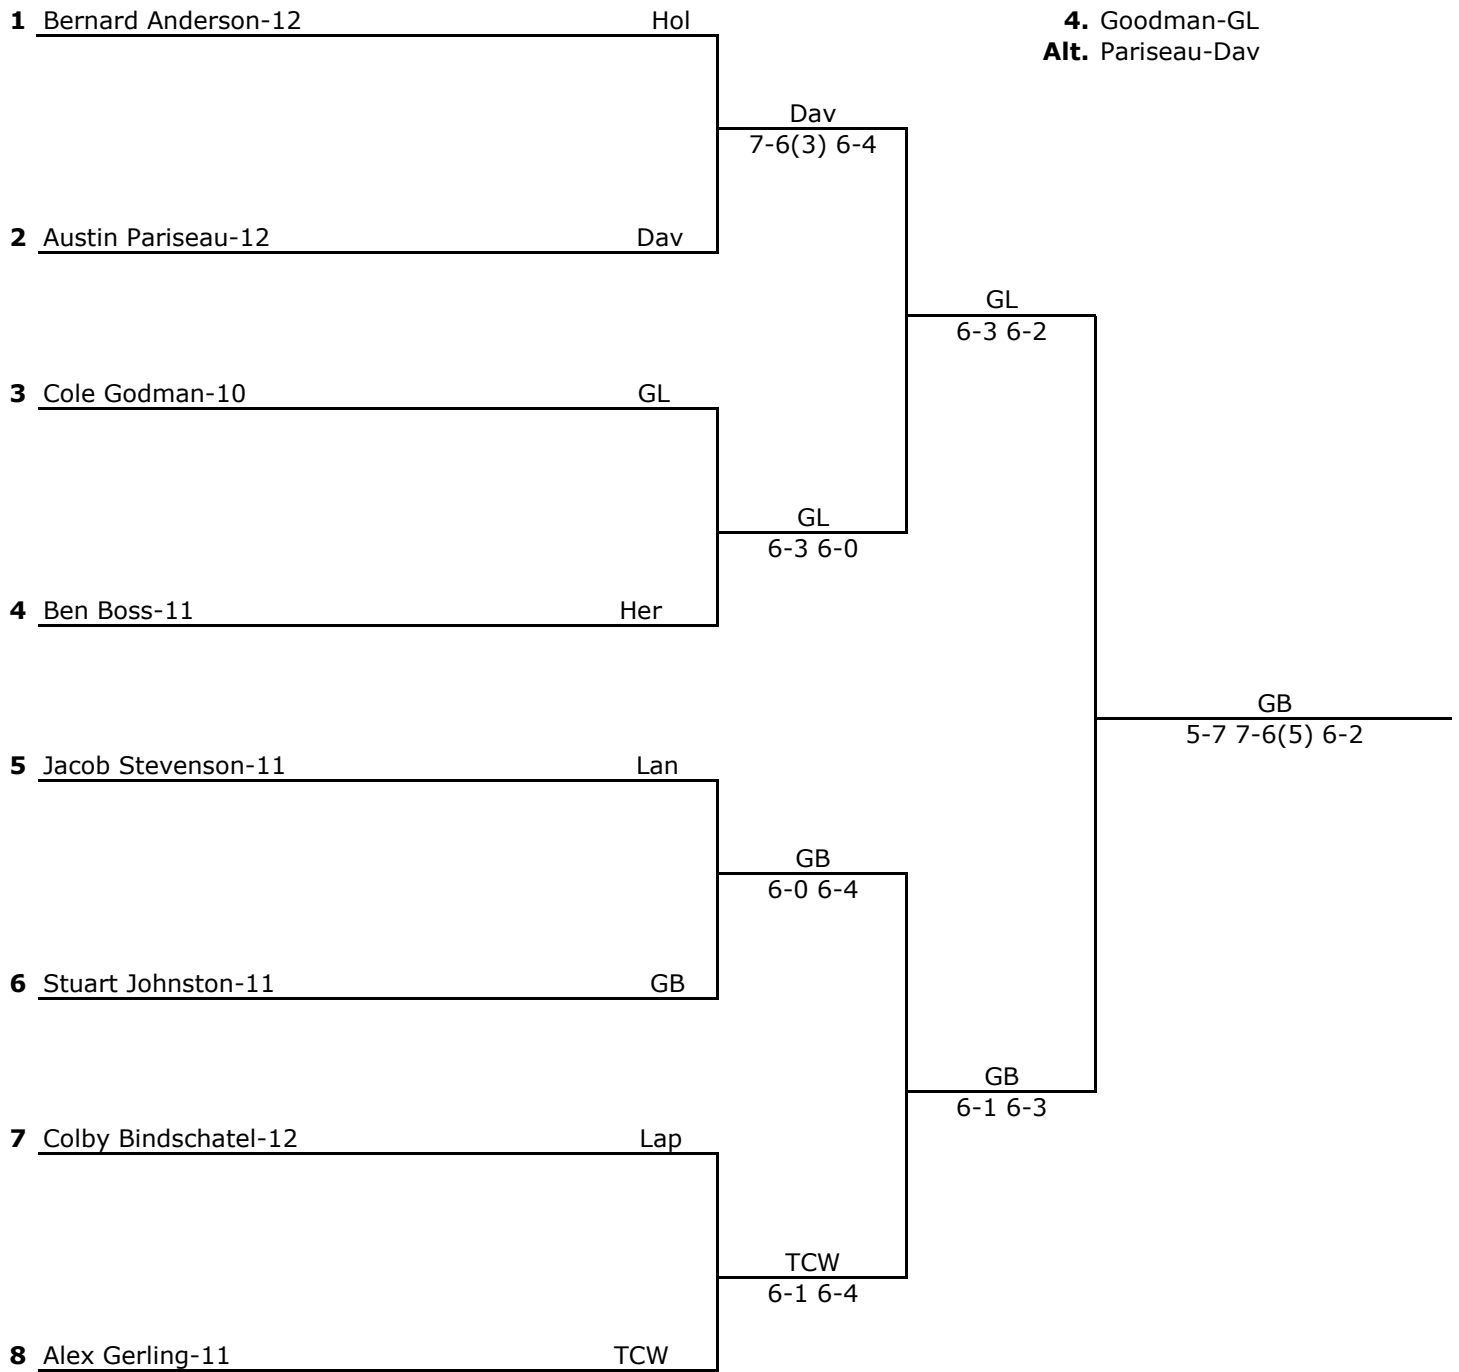 1 Bernard Anderson-12 Hol
4. Goodman-GL
Alt. Pariseau-Dav
Dav
7-6(3) 6-4
2 Austin Pariseau-12 Dav
GL
6-3 6-2
3 Cole Godman-10 GL
GL
6-3 6-0
4 Ben Boss-11 Her
GB
5-7 7-6(5) 6-2
5 Jacob Stevenson-11 Lan
GB
6-0 6-4
6 Stuart Johnston-11 GB
GB
6-1 6-3
7 Colby Bindschatel-12 Lap
TCW
6-1 6-4
8 Alex Gerling-11 TCW